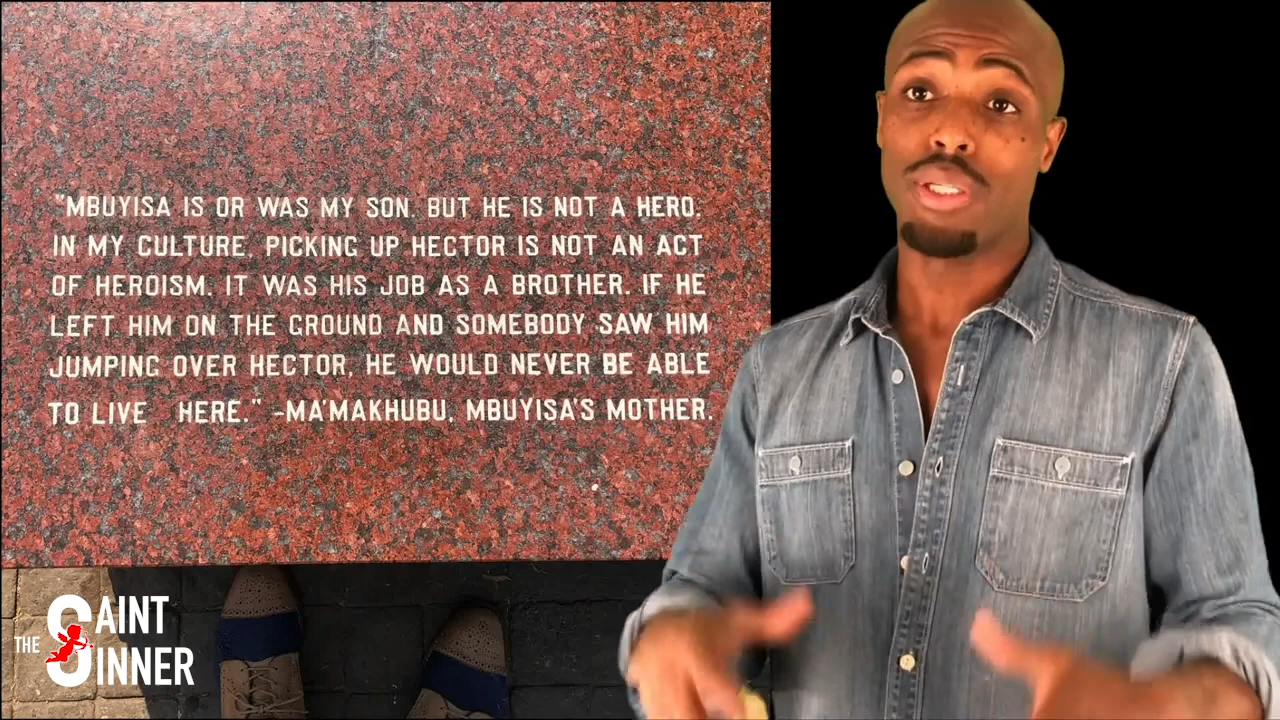 "MBUYISA IS OR WAS MY SON. BUT HE IS NOT A HERO.
IN MY CULTURE, PICKING UP HECTOR IS NOT AN ACT
OF HEROISM. IT WAS HIS JOB AS A BROTHER. IF HE
LEFT HIM ON THE GROUND AND SOMEBODY SAW HIM
JUMPING OVER HECTOR, HE WOULD NEVER BE ABLE
TO LIVE HERE." -MA'MAKHUBU, MBUYISA'S MOTHER.
THE SAINT
SINNER